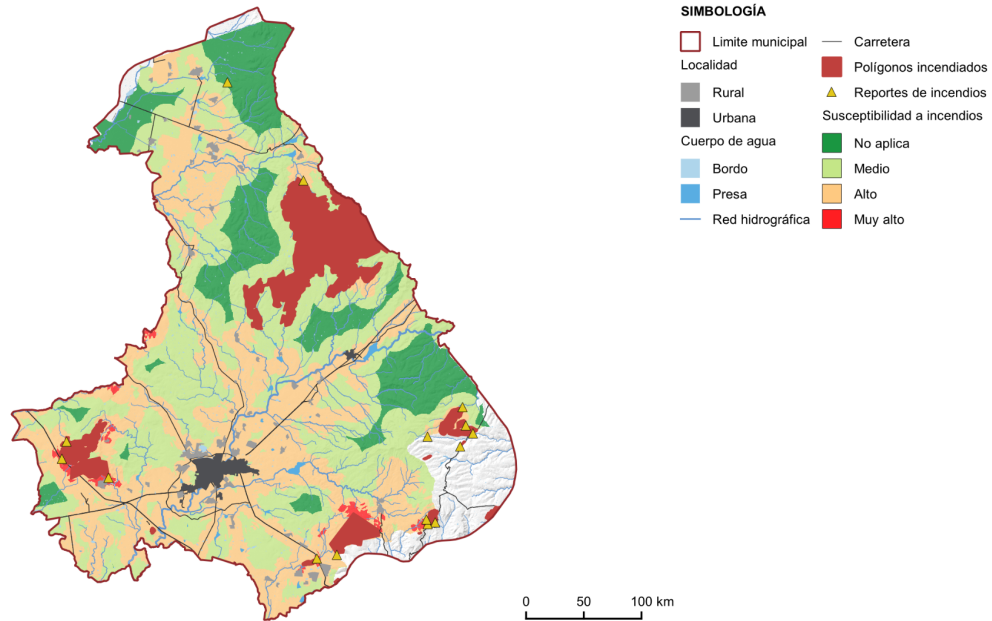 SIMBOLOGÍA
Limite municipal
Localidad
Rural
Urbana
Cuerpo de agua
Bordo
Presa
Red hidrográfica
Carretera
Polígonos incendiados
Reportes de incendios
Susceptibilidad a incendios
No aplica
Medio
Alto
Muy alto
0 50 100 km